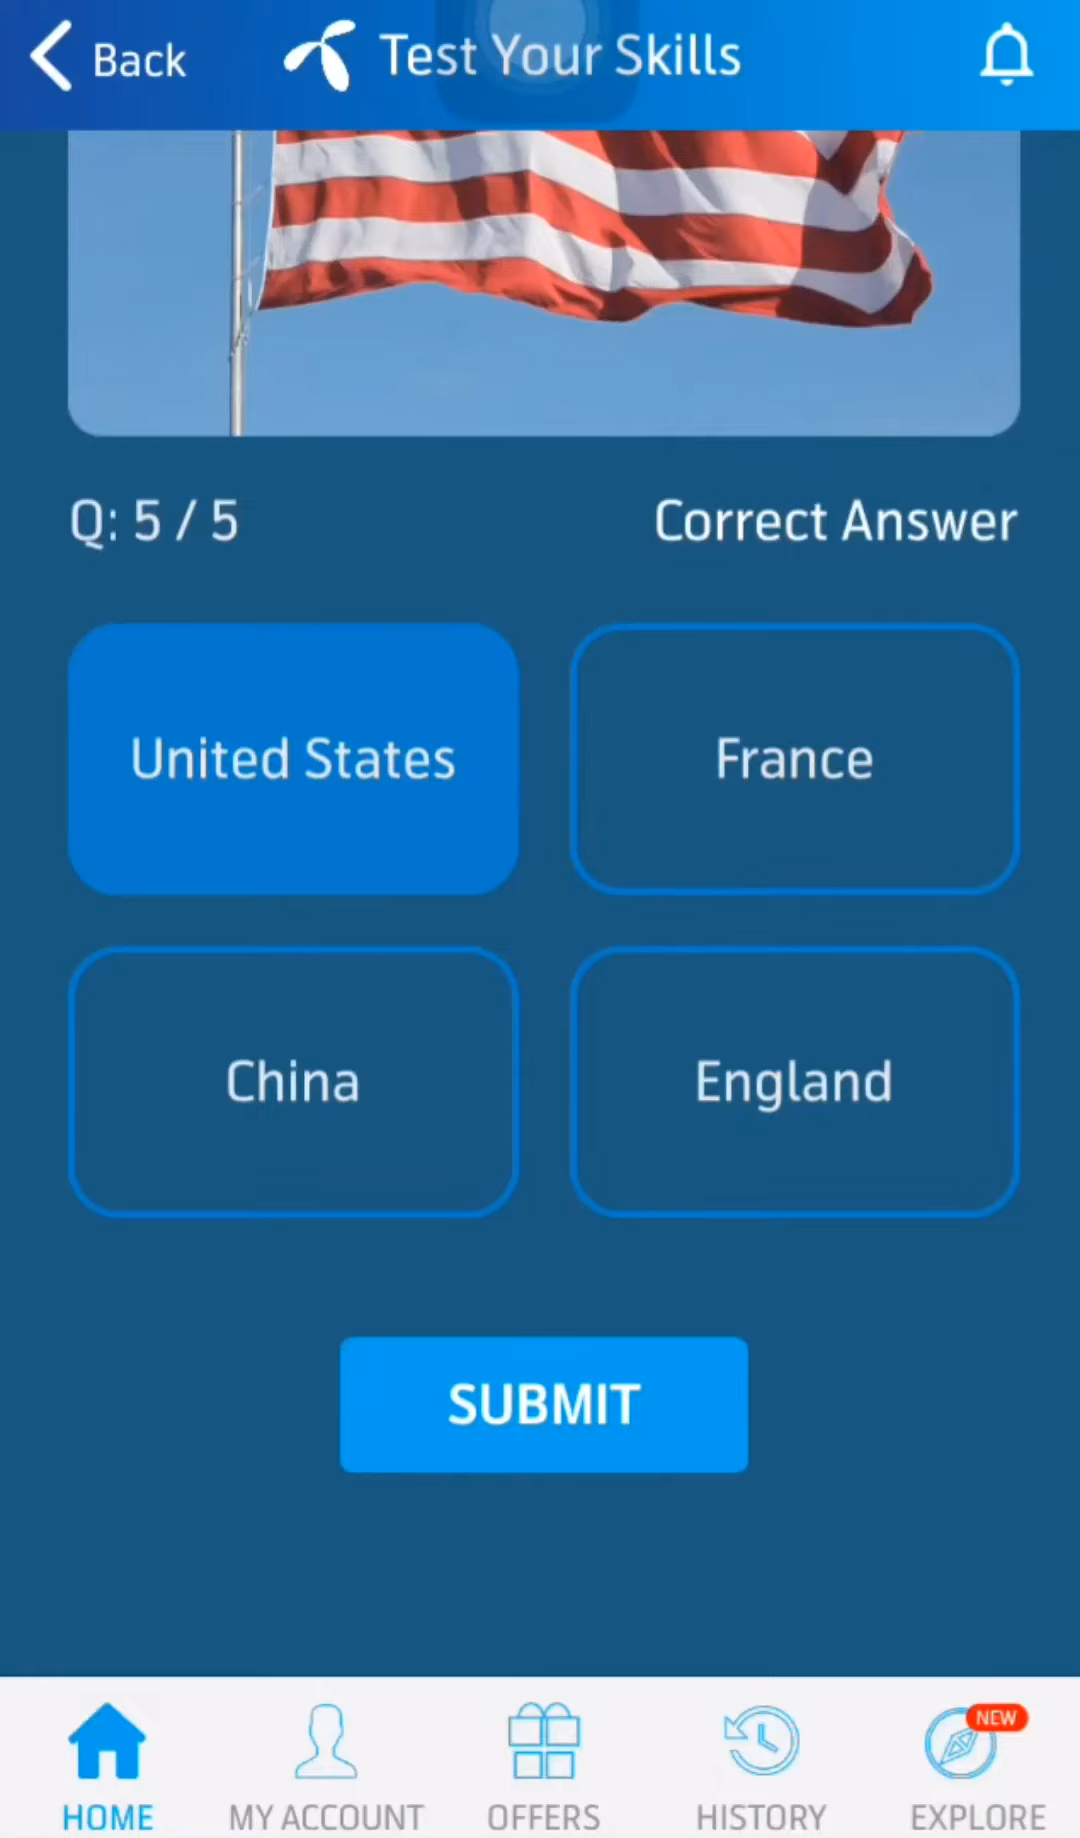 Back
Test Your Skills
Q: 5 / 5
Correct Answer
United States
France
China
England
SUBMIT
NEW
HOME
MY ACCOUNT
OFFERS
HISTORY
EXPLORE